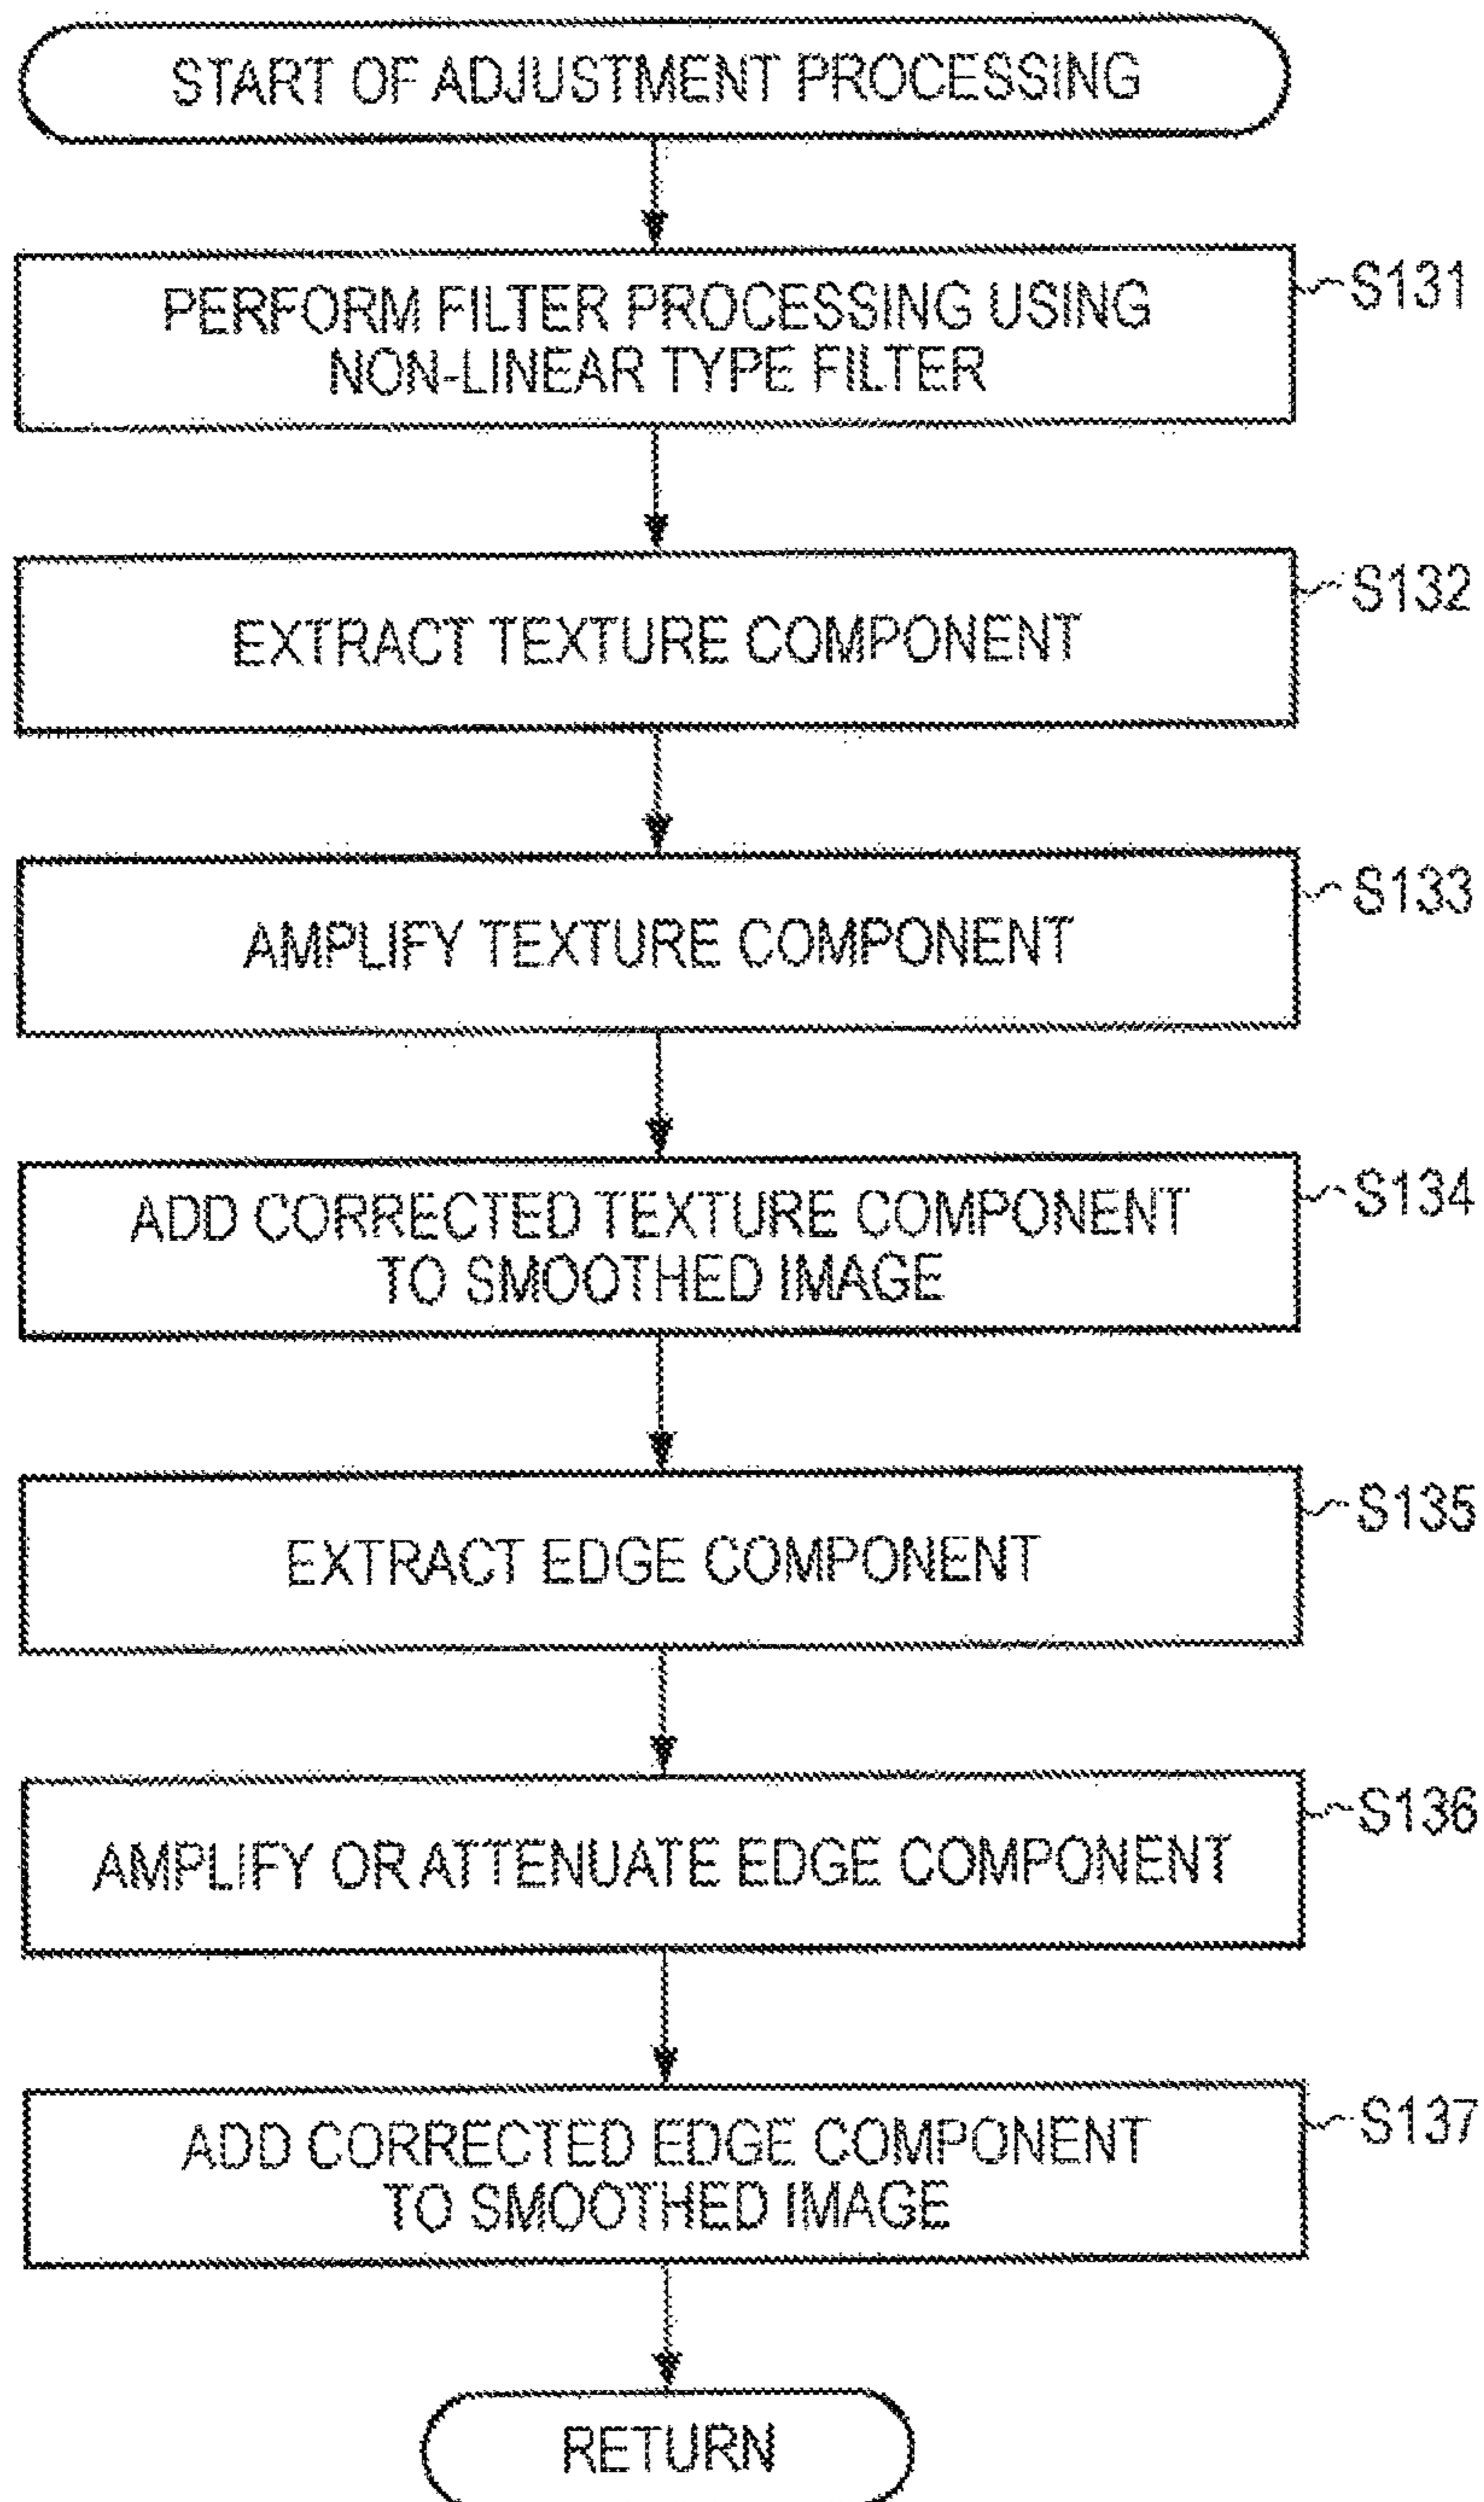 START OF ADJUSTMENT PROCESSING
PERFORM FILTER PROCESSING USING
NON-LINEAR TYPE FILTER
S131
EXTRACT TEXTURE COMPONENT
S132
AMPLIFY TEXTURE COMPONENT
S133
ADD CORRECTED TEXTURE COMPONENT
TO SMOOTHED IMAGE
S134
EXTRACT EDGE COMPONENT
S135
AMPLIFY OR ATTENUATE EDGE COMPONENT
S136
ADD CORRECTED EDGE COMPONENT
TO SMOOTHED IMAGE
S137
RETURN